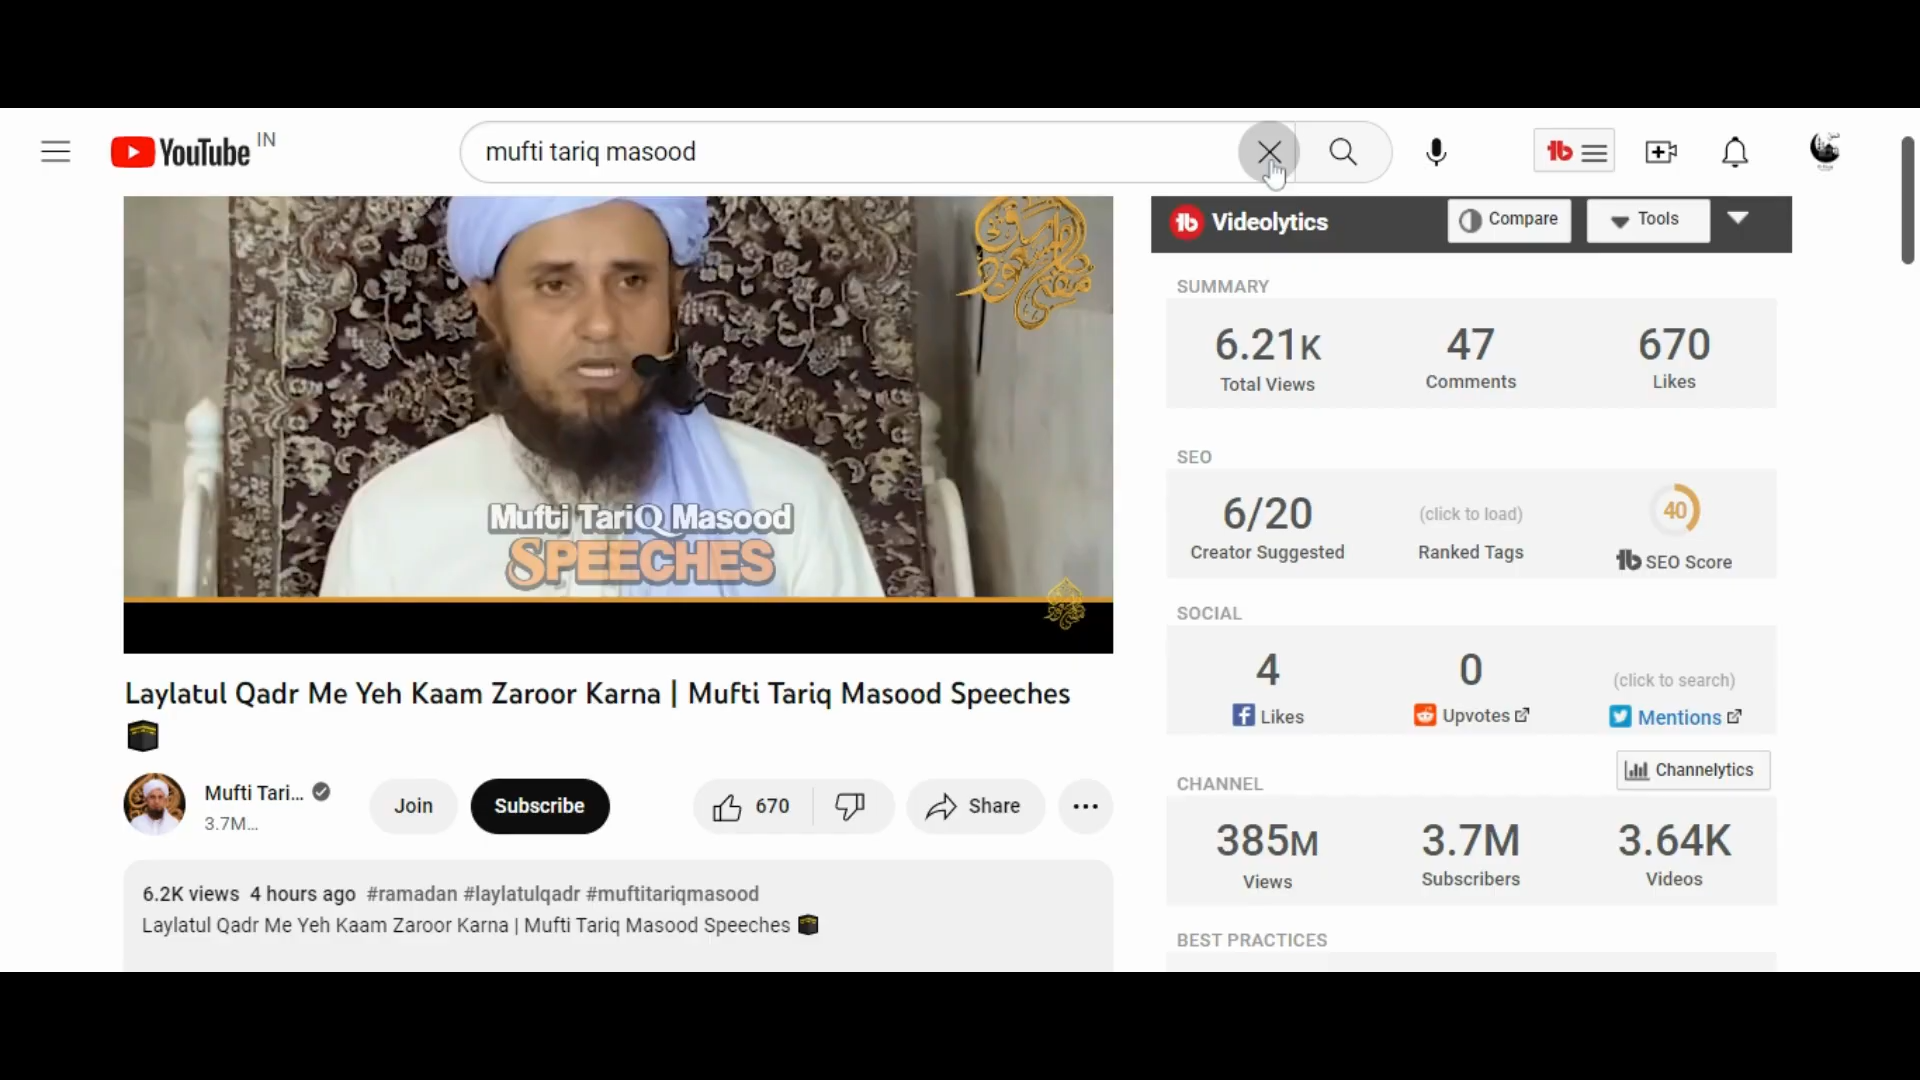 YouTube IN
mufti tariq masood
Mufti TariQ Masood
SPEECHES
Laylatul Qadr Me Yeh Kaam Zaroor Karna | Mufti Tariq Masood Speeches
Mufti Tari...
3.7M...
Join
Subscribe
670
Share
6.2K views 4 hours ago #ramadan #laylatulqadr #muftitariqmasood
Laylatul Qadr Me Yeh Kaam Zaroor Karna | Mufti Tariq Masood Speeches
Videolytics
Compare
Tools
SUMMARY
6.21K 47 670
Total Views Comments Likes
SEO
6/20 (click to load) 40
Creator Suggested Ranked Tags SEO Score
SOCIAL
4 0 (click to search)
Likes Upvotes Mentions
CHANNEL Channelytics
385M 3.7M 3.64K
Views Subscribers Videos
BEST PRACTICES